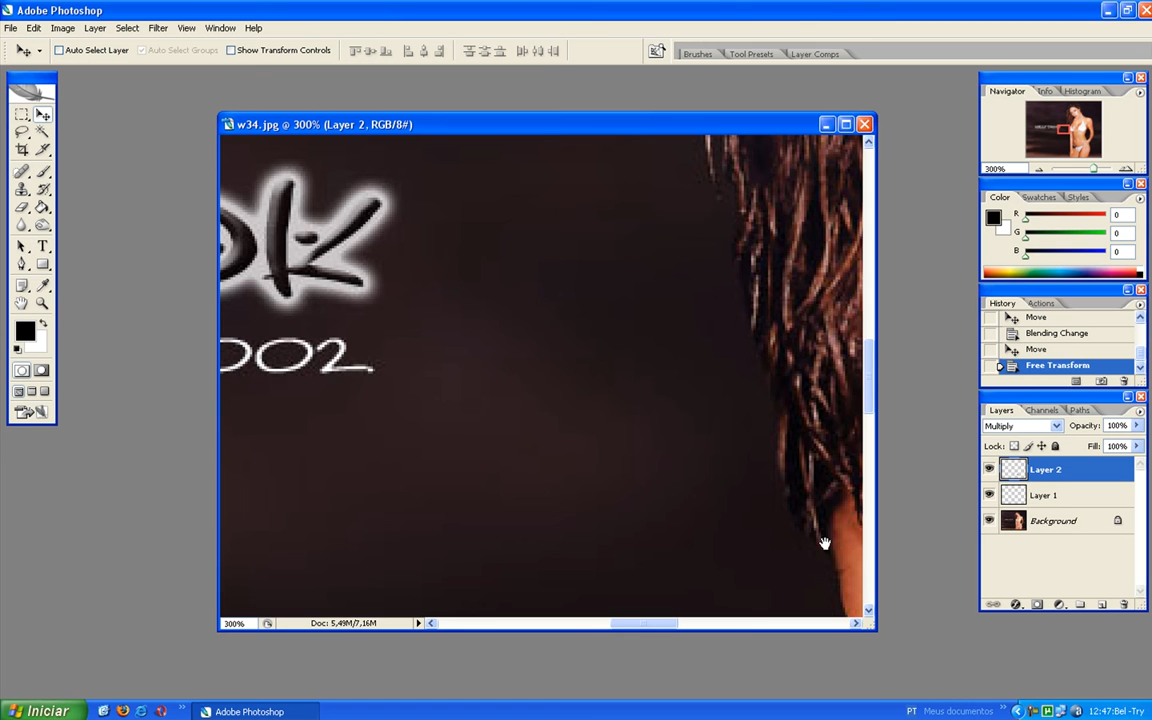 Adobe Photoshop
File Edit Image Layer Select Filter View Window Help
Auto Select Layer Auto Select Groups Show Transform Controls
Brushes Tool Presets Layer Comps
w34.jpg @ 300% (Layer 2, RGB/8#)
OK
002.
300% Doc: 5,49M/7,16M
Navigator Info Histogram
300%
Color Swatches Styles
R 0
G 0
B 0
History Actions
Move
Blending Change
Move
Free Transform
Layers Channels Paths
Multiply Opacity: 100%
Lock: Fill: 100%
Layer 2
Layer 1
Background
Iniciar Adobe Photoshop PT Meus documentos 12:47:Bel -Try